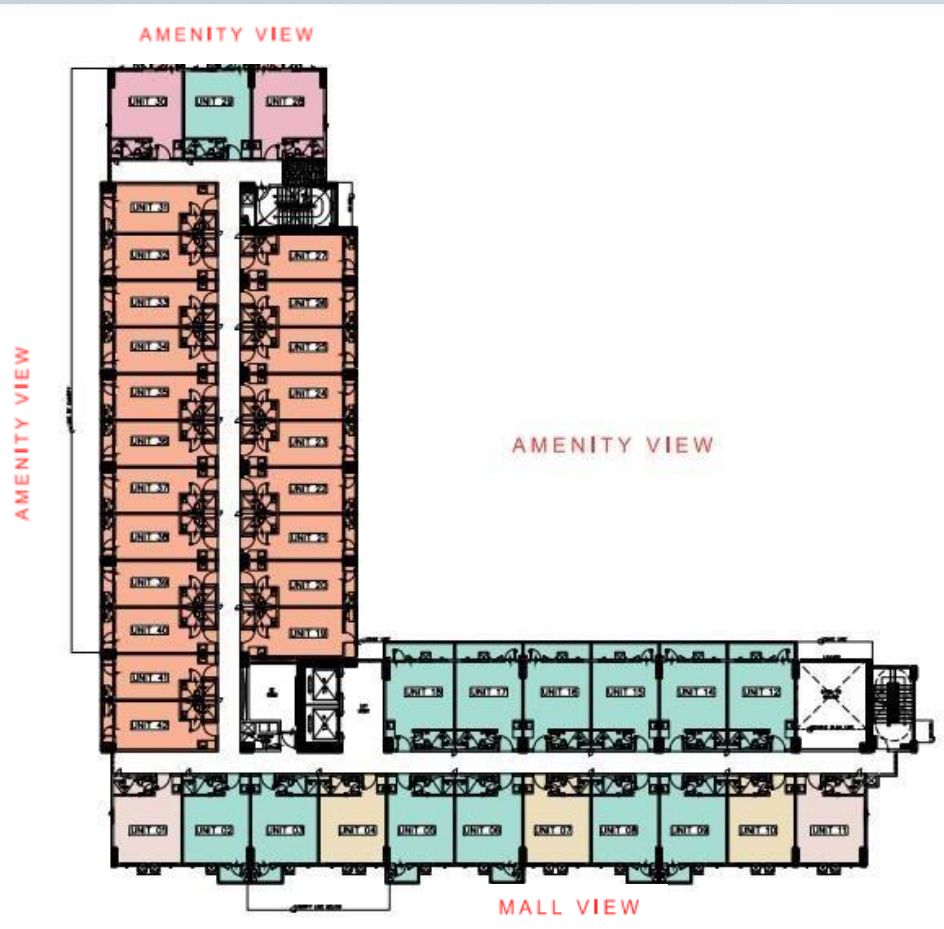 AMENITY VIEW
UNIT 30
UNIT 29
UNIT 28
UNIT 31
UNIT 32
UNIT 27
UNIT 33
UNIT 26
UNIT 34
UNIT 25
AMENITY VIEW
UNIT 35
UNIT 24
UNIT 36
UNIT 23
AMENITY VIEW
UNIT 37
UNIT 22
UNIT 38
UNIT 21
UNIT 39
UNIT 20
UNIT 40
UNIT 19
UNIT 41
UNIT 42
UNIT 18
UNIT 17
UNIT 16
UNIT 15
UNIT 14
UNIT 12
UNIT 01
UNIT 02
UNIT 03
UNIT 04
UNIT 05
UNIT 06
UNIT 07
UNIT 08
UNIT 09
UNIT 10
UNIT 11
MALL VIEW